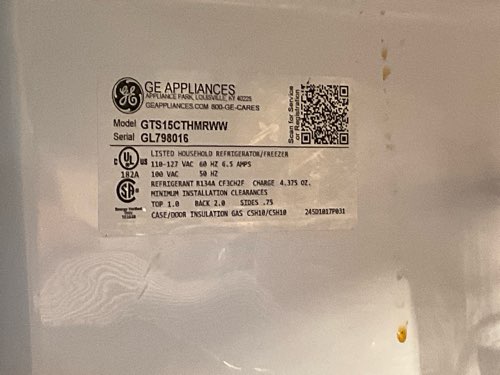 GE APPLIANCES
APPLIANCE PARK, LOUISVILLE, KY 40225
GEAPPLIANCES.COM 800-GE-CARES
Model GTS15CTHMRWW
Serial GL798016
Scan for Service
or Registration
C UL US
182A
LISTED HOUSEHOLD REFRIGERATOR/FREEZER
110-127 VAC 60 HZ 6.5 AMPS
100 VAC 50 HZ
REFRIGERANT R134A CF3CH2F CHARGE 4.375 OZ.
MINIMUM INSTALLATION CLEARANCES
TOP 1.0 BACK 2.0 SIDES .75
CASE/DOOR INSULATION GAS C5H10/C5H10 245D1017P031